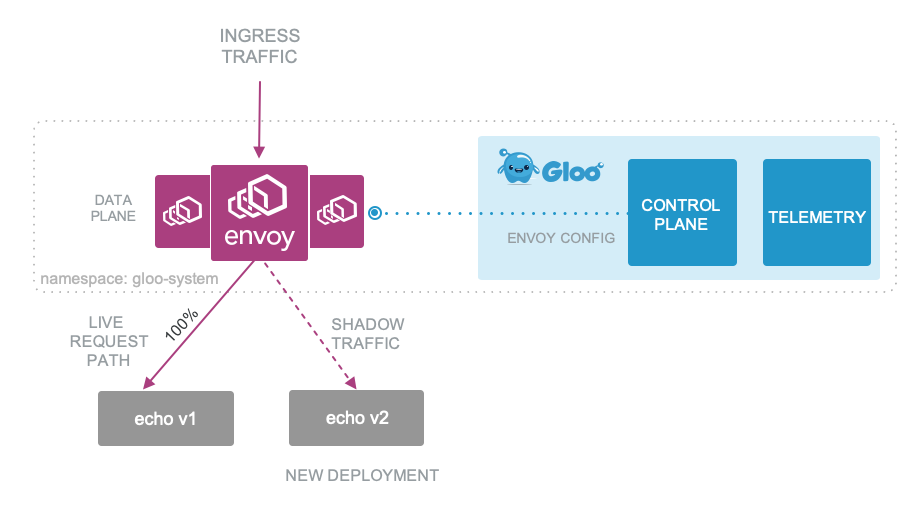 INGRESS
TRAFFIC
Gloo
DATA
PLANE
envoy
CONTROL
PLANE
TELEMETRY
ENVOY CONFIG
namespace: gloo-system
LIVE
REQUEST
PATH
100%
SHADOW
TRAFFIC
echo v1
echo v2
NEW DEPLOYMENT